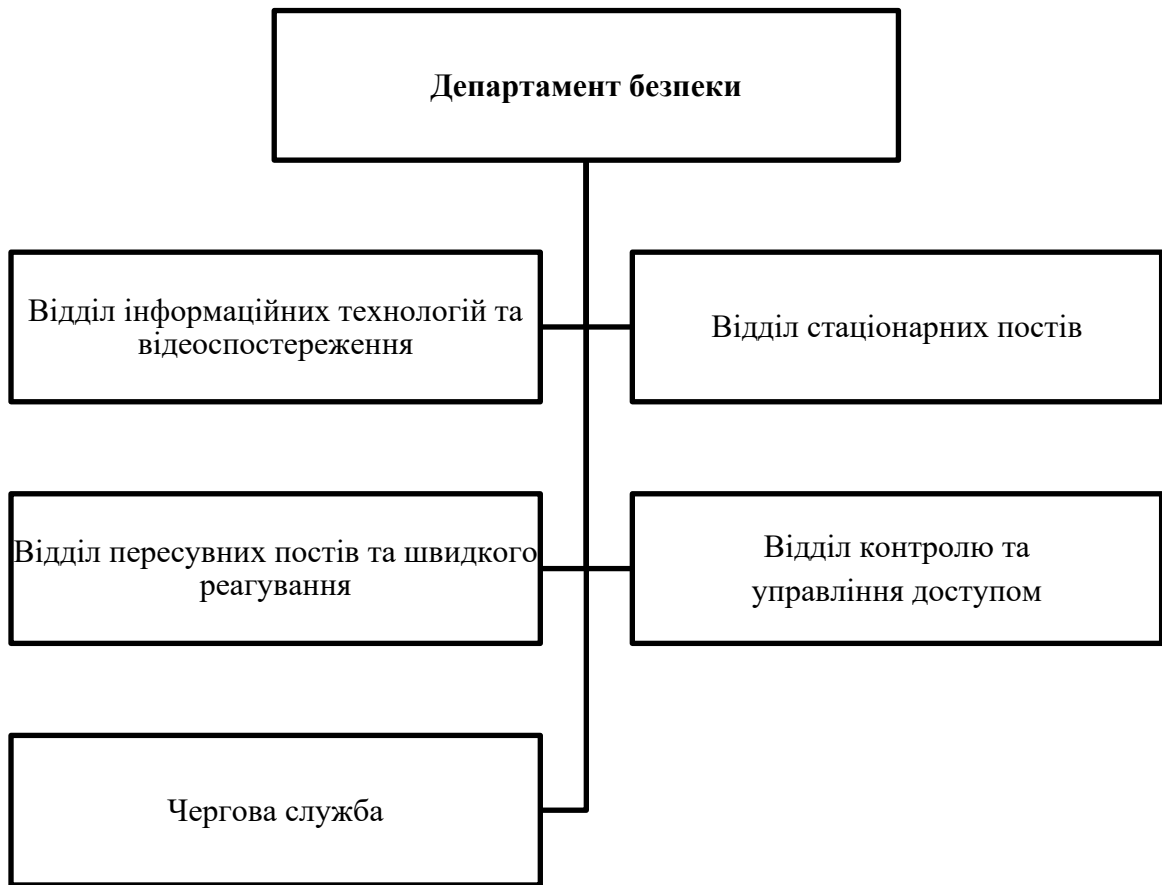 Департамент безпеки
Відділ інформаційних технологій та
відеоспостереження
Відділ стаціонарних постів
Відділ пересувних постів та швидкого
реагування
Відділ контролю та
управління доступом
Чергова служба